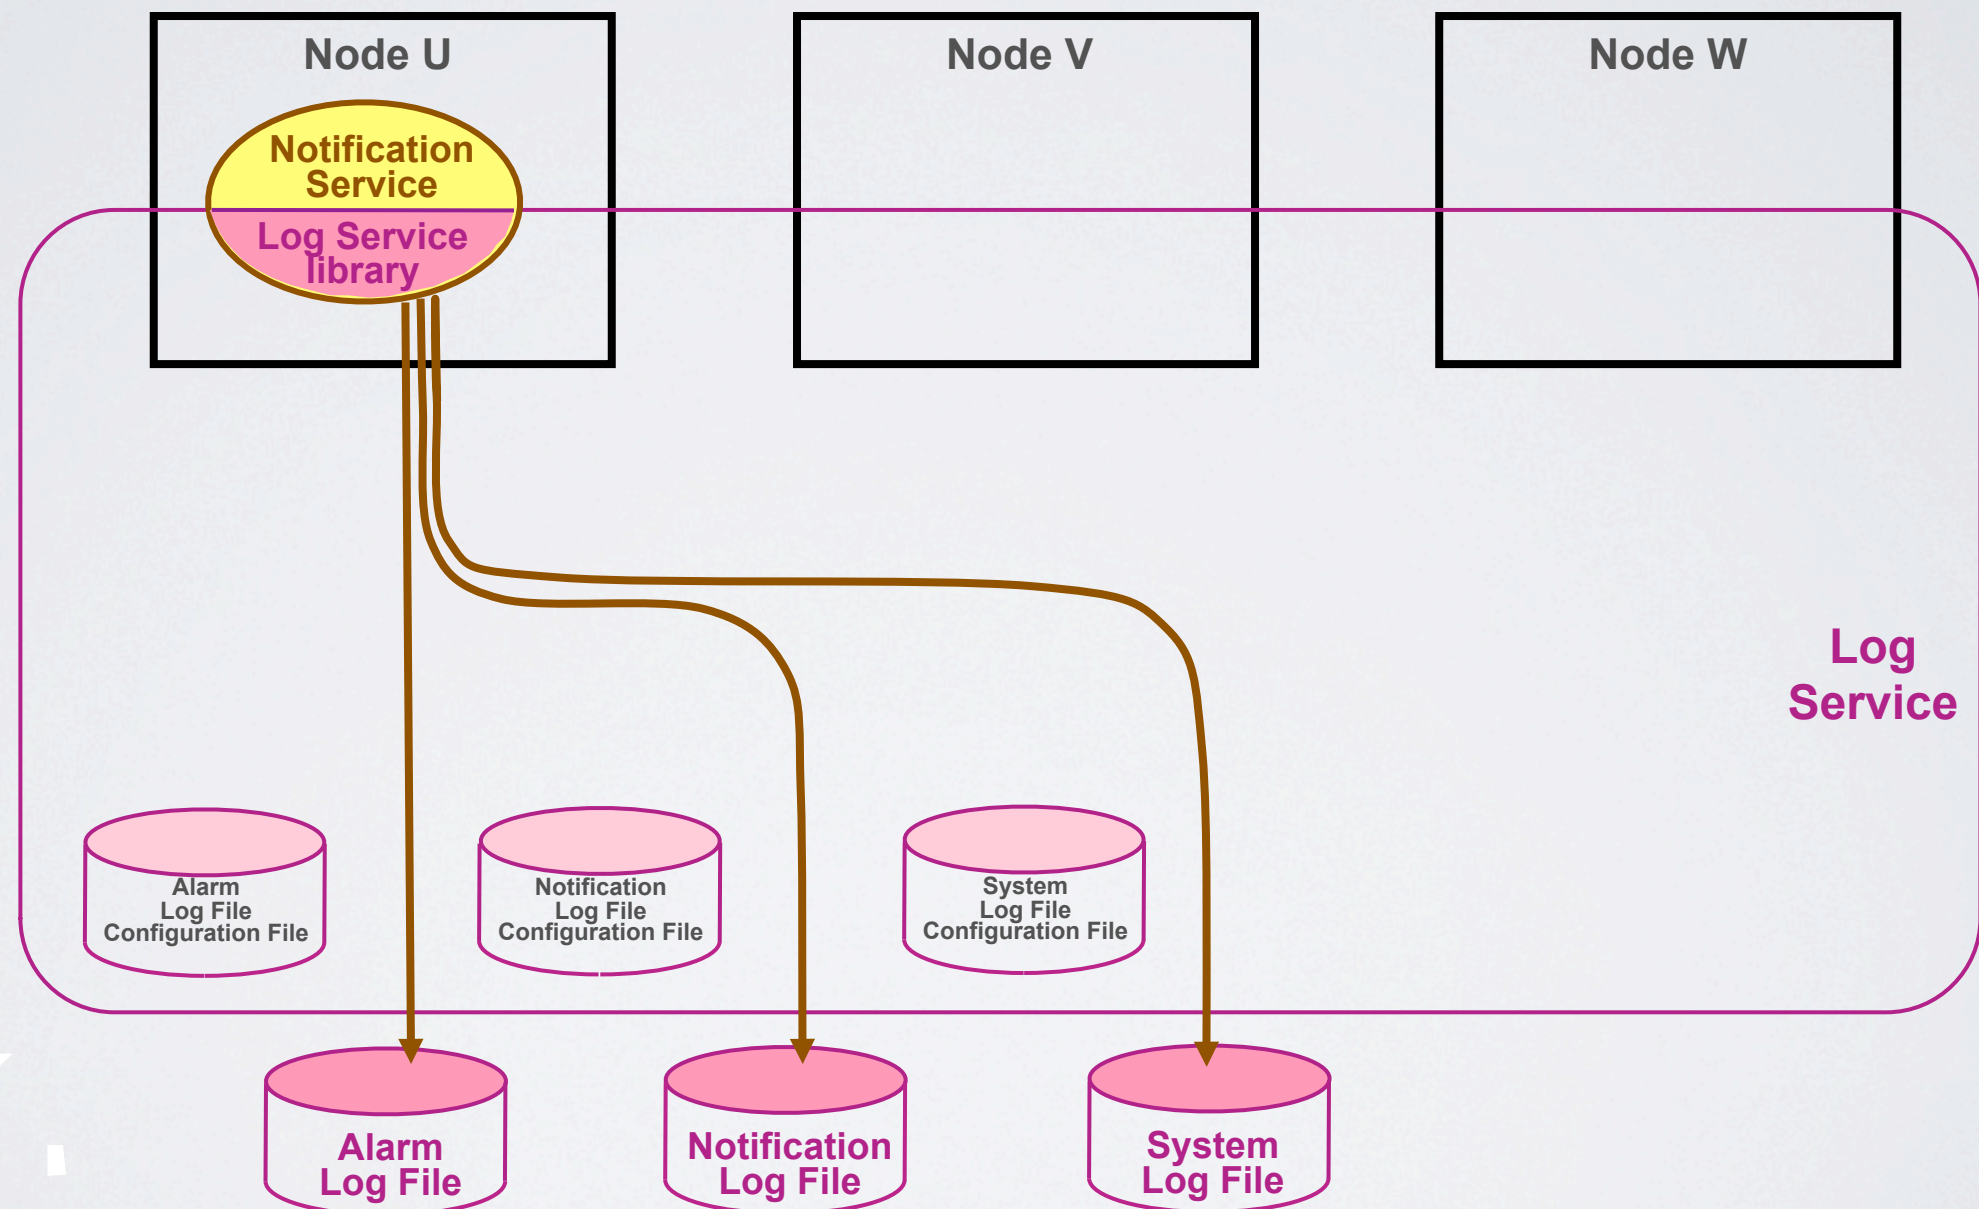 Node U
Node V
Node W
Notification
Service
Log Service
library
Log
Service
Alarm
Log File
Configuration File
Notification
Log File
Configuration File
System
Log File
Configuration File
Alarm
Log File
Notification
Log File
System
Log File